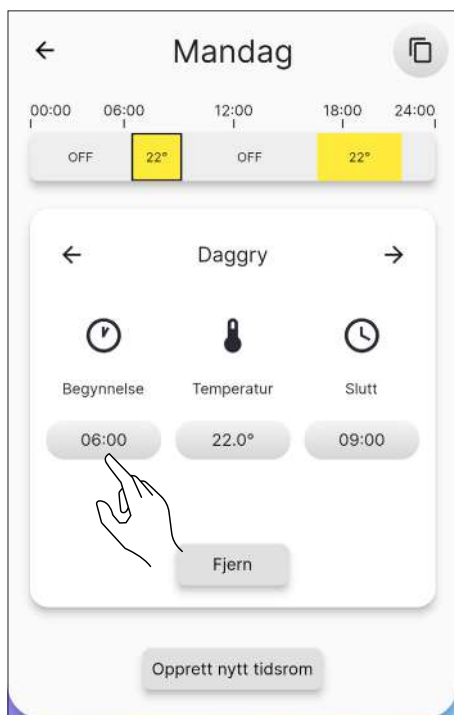 Mandag
00:00 06:00 12:00 18:00 24:00
OFF 22° OFF 22°
Daggry
Begynnelse Temperatur Slutt
06:00 22.0° 09:00
Fjern
Opprett nytt tidsrom